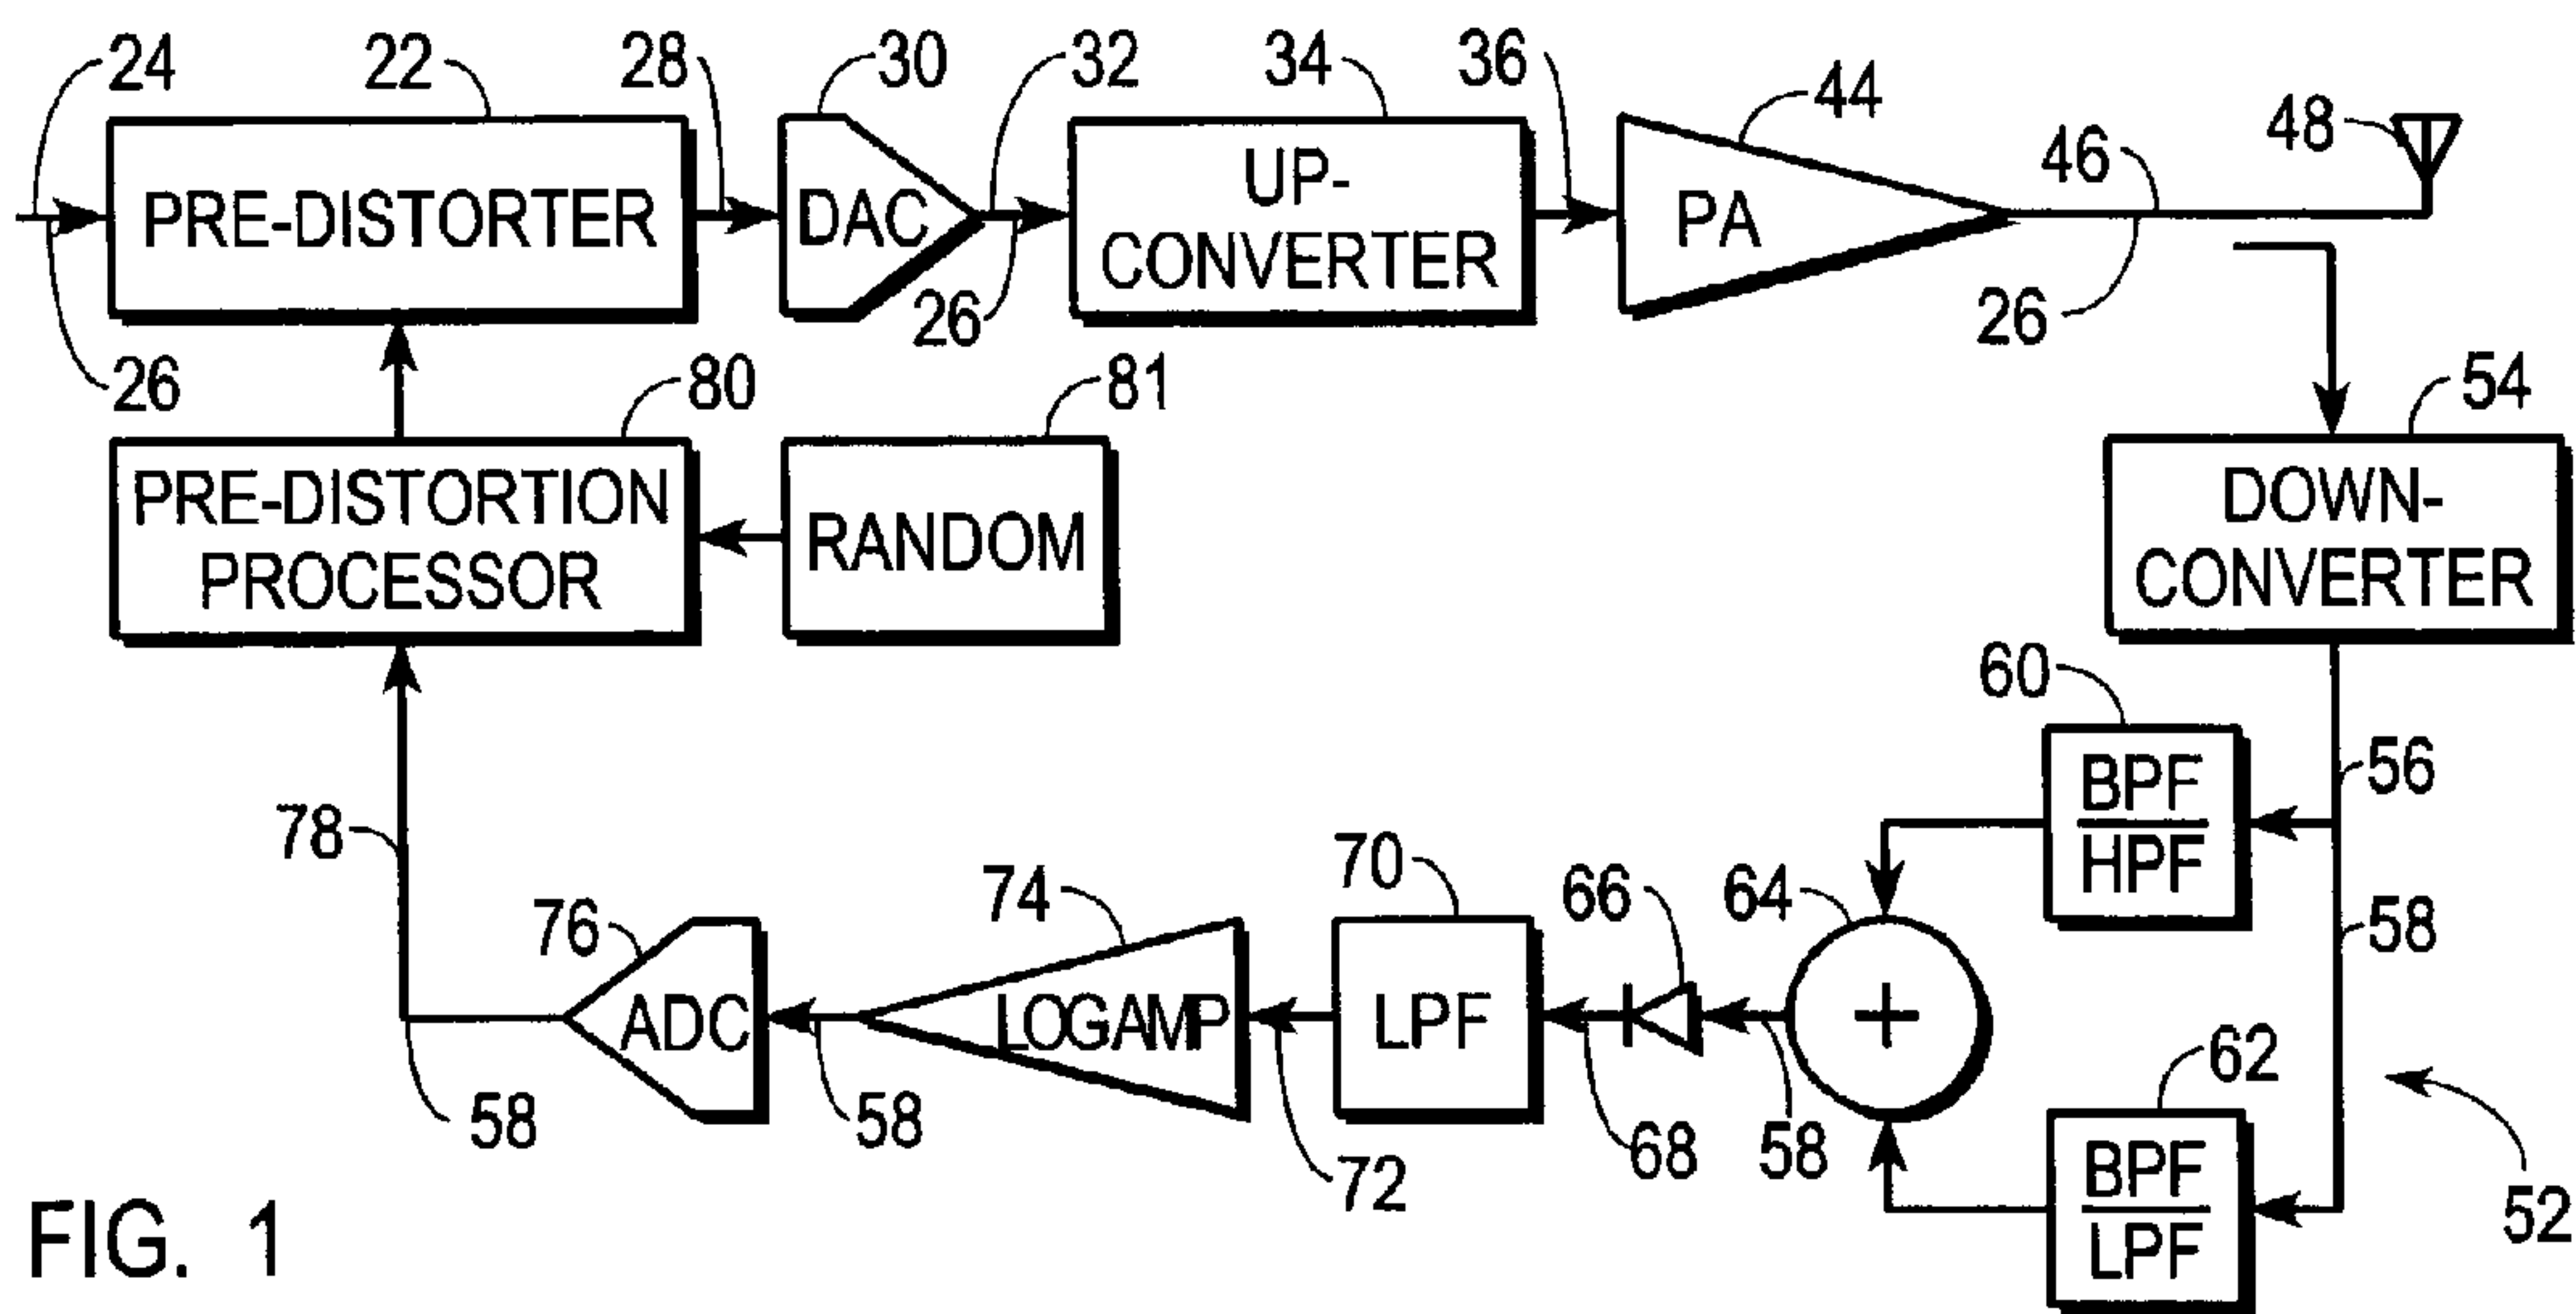 24
22
28
30
32
34
36
44
46
48
PRE-DISTORTER
DAC
UP-
CONVERTER
PA
26
26
26
80
81
54
PRE-DISTORTION
PROCESSOR
RANDOM
DOWN-
CONVERTER
60
BPF
HPF
56
58
78
76
74
70
66
64
ADC
LOGAMP
LPF
+
58
58
72
68
58
62
BPF
LPF
52
FIG. 1